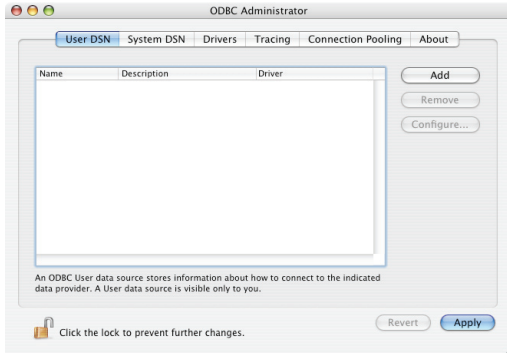 ODBC Administrator
User DSN System DSN Drivers Tracing Connection Pooling About
Name Description Driver
Add
Remove
Configure...
An ODBC User data source stores information about how to connect to the indicated
data provider. A User data source is visible only to you.
Click the lock to prevent further changes.
Revert Apply